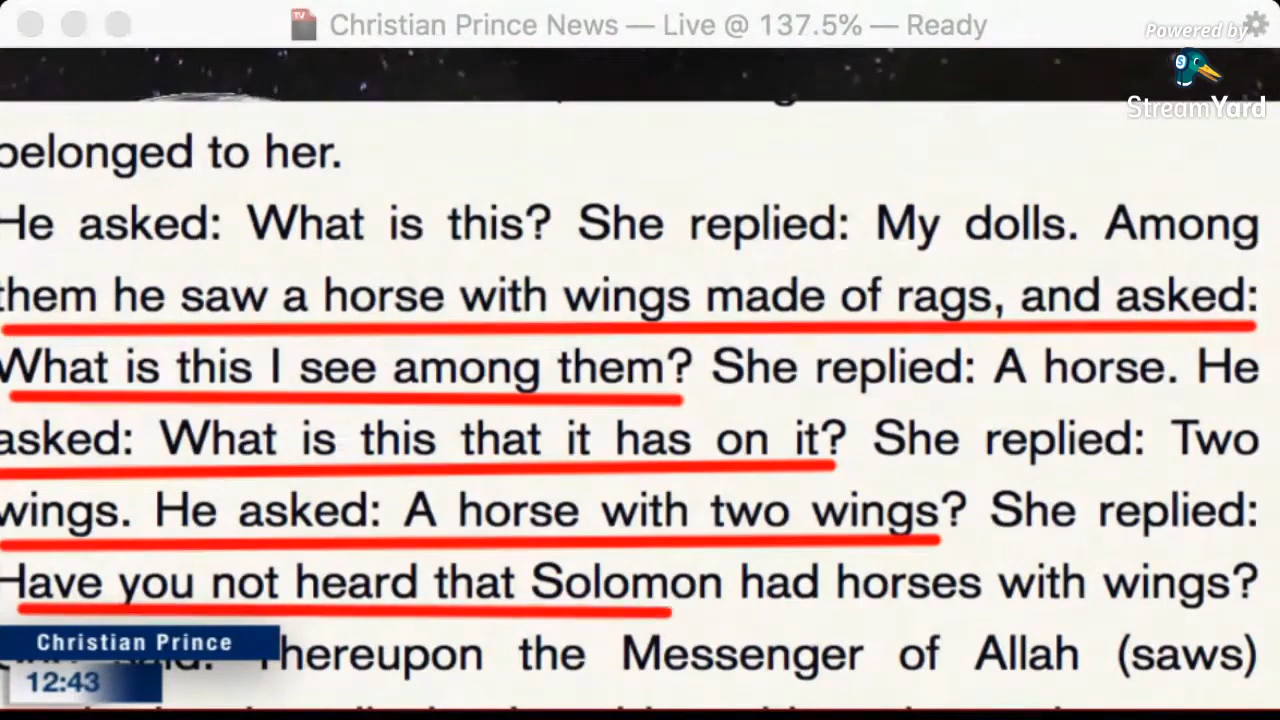 Christian Prince News — Live @ 137.5% — Ready
Powered by
StreamYard
belonged to her.
He asked: What is this? She replied: My dolls. Among
them he saw a horse with wings made of rags, and asked:
What is this I see among them? She replied: A horse. He
asked: What is this that it has on it? She replied: Two
wings. He asked: A horse with two wings? She replied:
Have you not heard that Solomon had horses with wings?
Thereupon the Messenger of Allah (saws)
Christian Prince
12:43